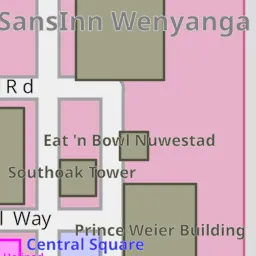 SansInn Wenyanga
Rd
Eat 'n Bowl Nuwestad
Southoak Tower
l Way
Prince Weier Building
Central Square